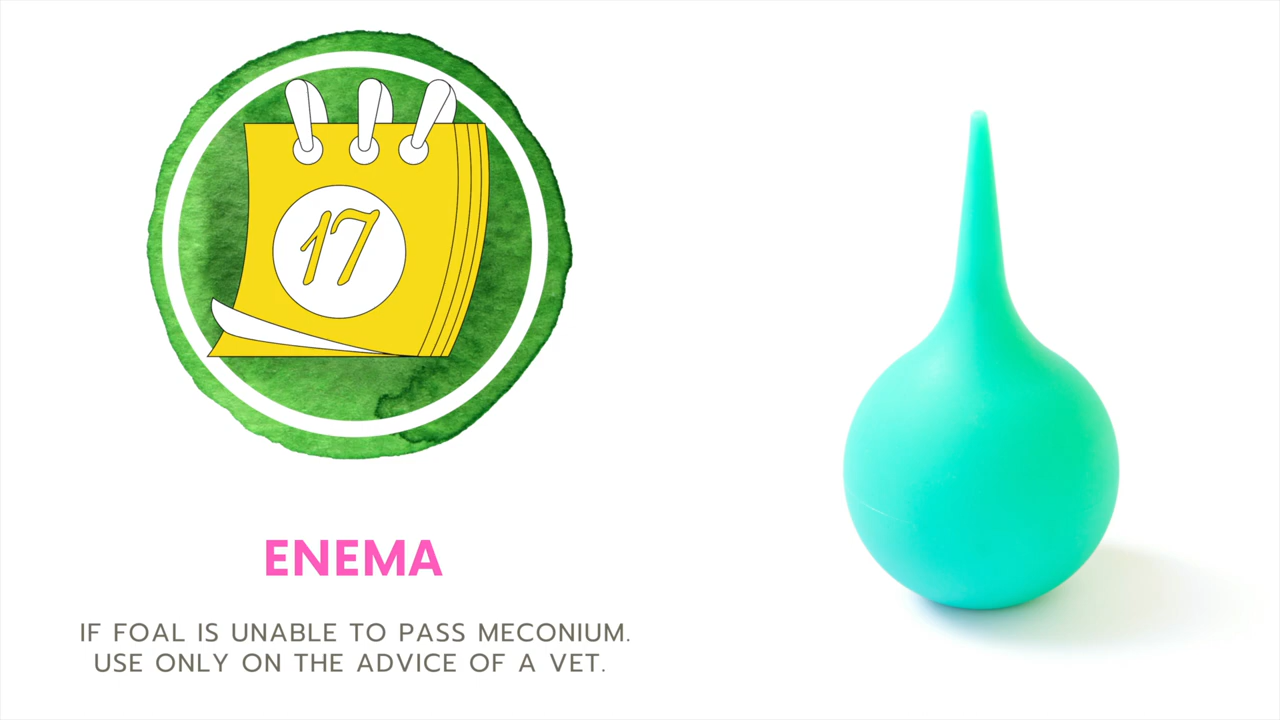 17
ENEMA
IF FOAL IS UNABLE TO PASS MECONIUM.
USE ONLY ON THE ADVICE OF A VET.